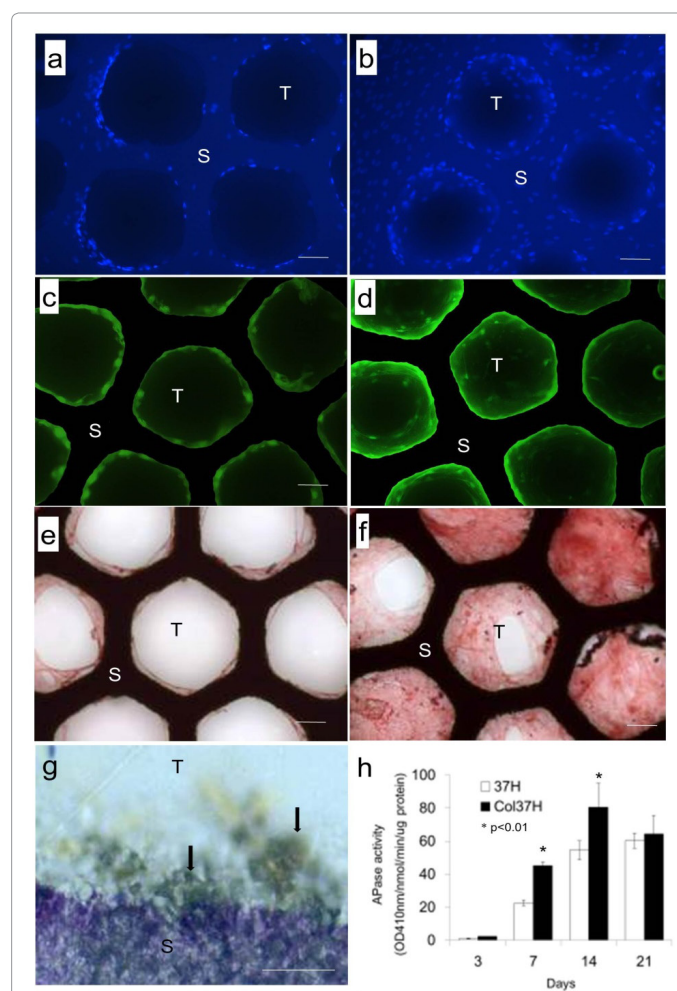 a
b
T
S
T
S
c
d
T
S
T
S
e
f
T
S
T
S
g
T
S
h
APase activity
(OD410nm/nmol/min/ug protein)
100
80
60
40
20
0
37H
Col37H
* p<0.01
*
*
3 7 14 21
Days